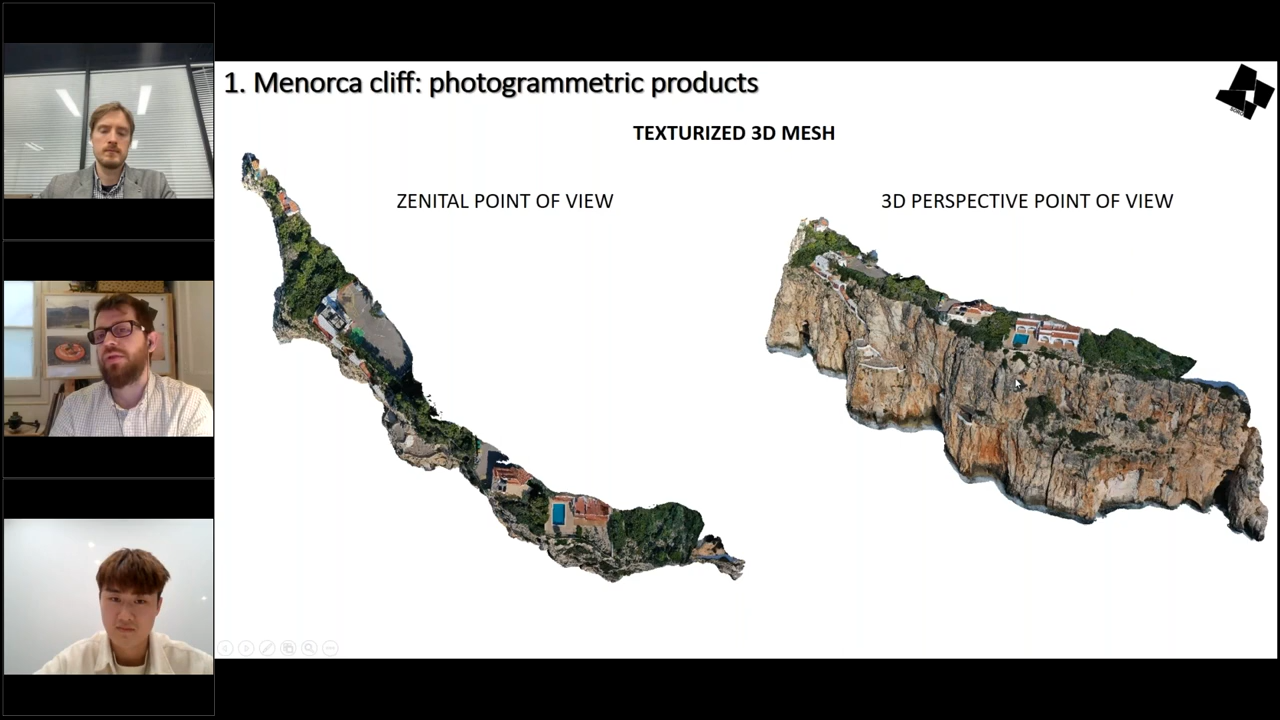 1. Menorca cliff: photogrammetric products
TEXTURIZED 3D MESH
ZENITAL POINT OF VIEW
3D PERSPECTIVE POINT OF VIEW